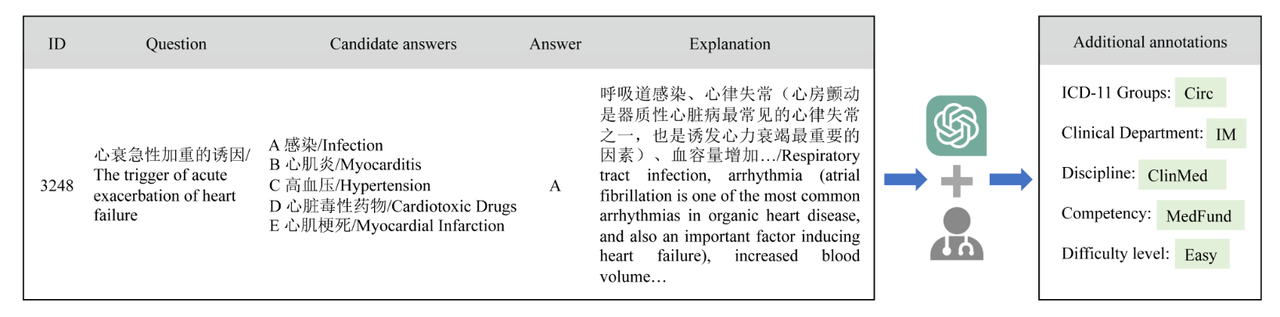 ID
Question
Candidate answers
Answer
Explanation
3248
心衰急性加重的诱因/
The trigger of acute
exacerbation of heart
failure
A 感染/Infection
B 心肌炎/Myocarditis
C 高血压/Hypertension
D 心脏毒性药物/Cardiotoxic Drugs
E 心肌梗死/Myocardial Infarction
A
呼吸道感染、心律失常（心房颤动
是器质性心脏病最常见的心律失常
之一，也是诱发心力衰竭最重要的
因素）、血容量增加…/Respiratory
tract infection, arrhythmia (atrial
fibrillation is one of the most common
arrhythmias in organic heart disease,
and also an important factor inducing
heart failure), increased blood
volume…
Additional annotations
ICD-11 Groups: Circ
Clinical Department: IM
Discipline: ClinMed
Competency: MedFund
Difficulty level: Easy